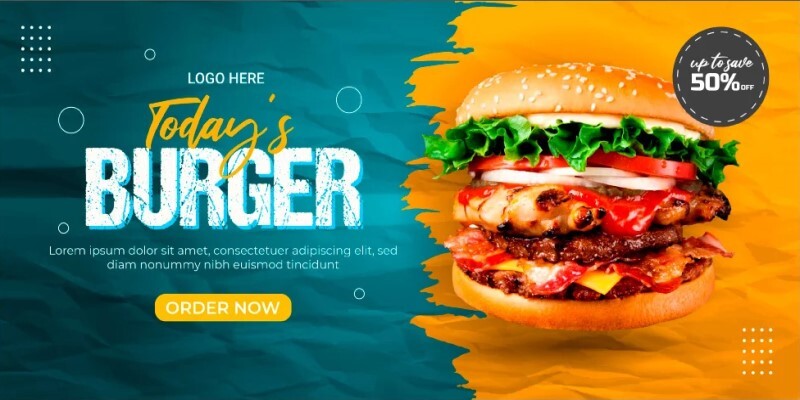 LOGO HERE
Today's
BURGER
Lorem ipsum dolor sit amet, consectetuer adipiscing elit, sed
diam nonummy nibh euismod tincidunt
ORDER NOW
up to save
50% OFF